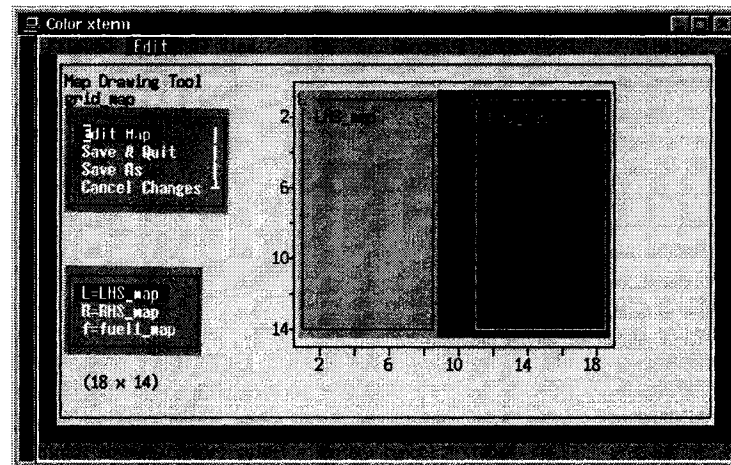 Color xterm
Edit
Map Drawing Tool
grid_map
Edit Map
Save & Quit
Save As
Cancel Changes
L=LHS_map
R=RHS_map
f=fuel1_map
(18 x 14)
LHS_map
2
6
10
14
2 6 10 14 18